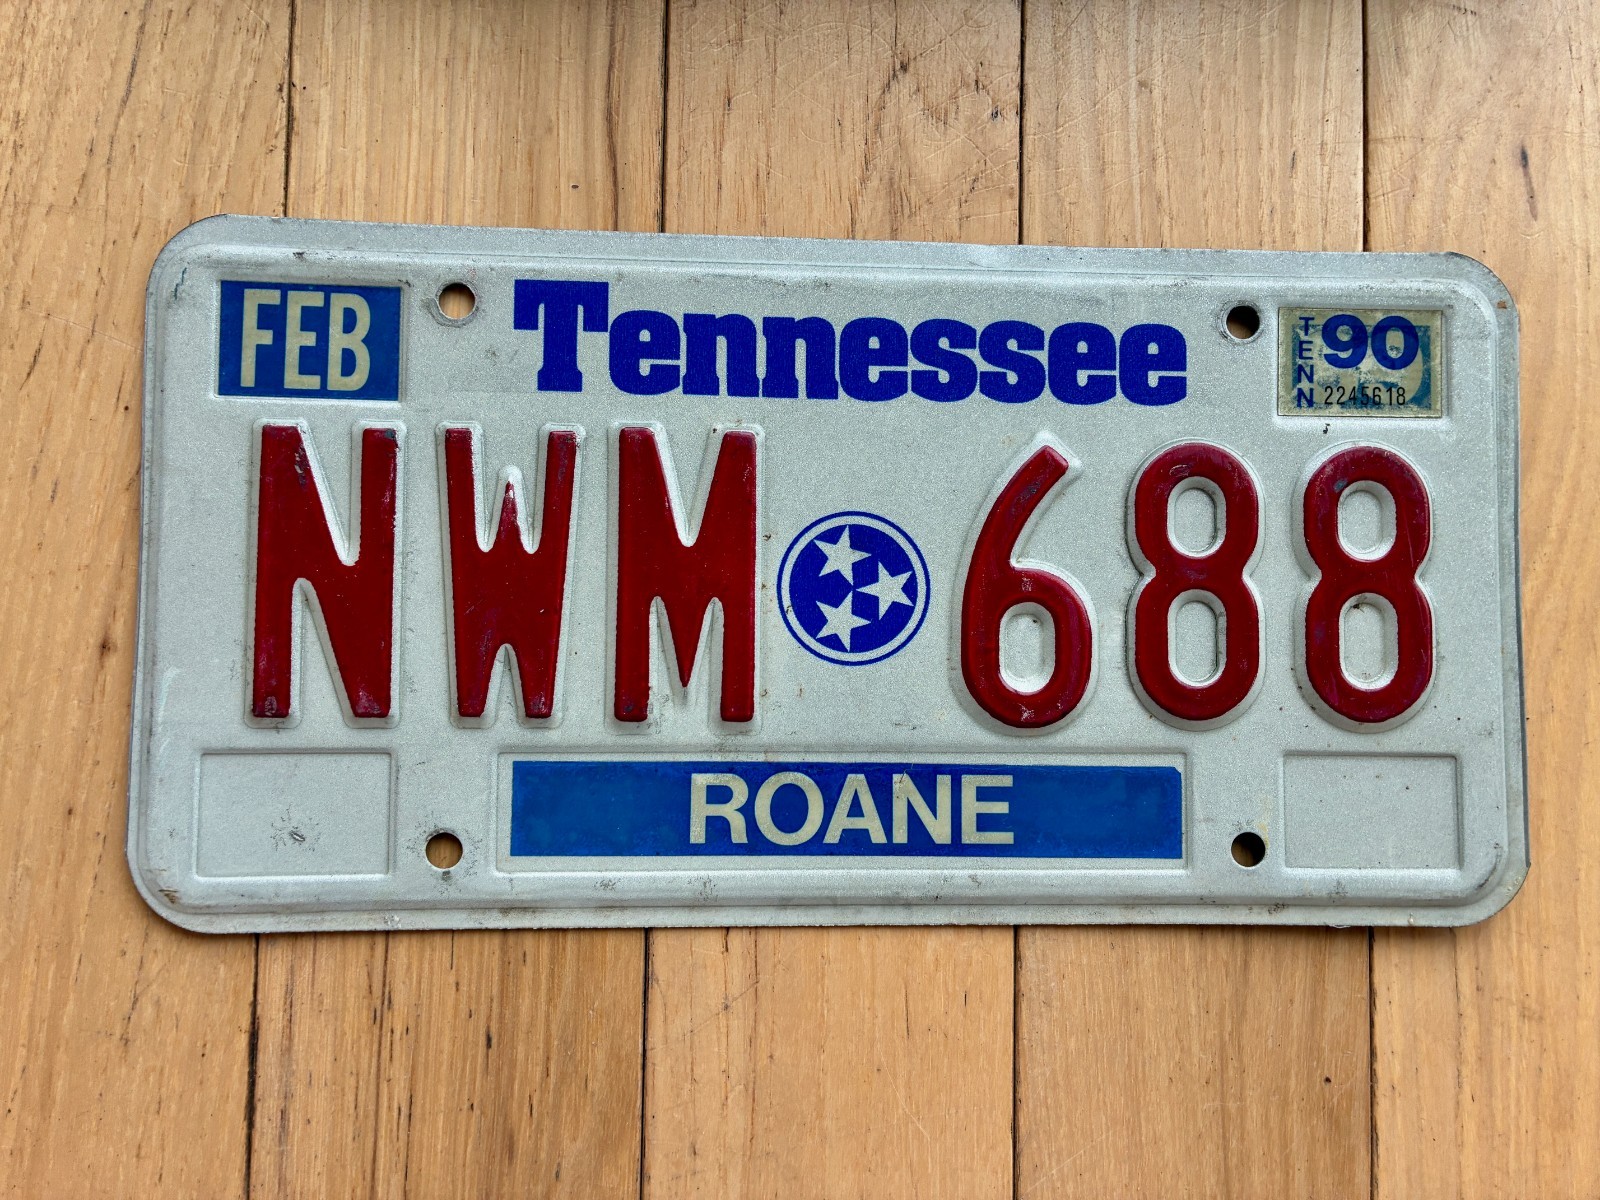 FEB
Tennessee
TENN
90
2245618
NWM 688
ROANE